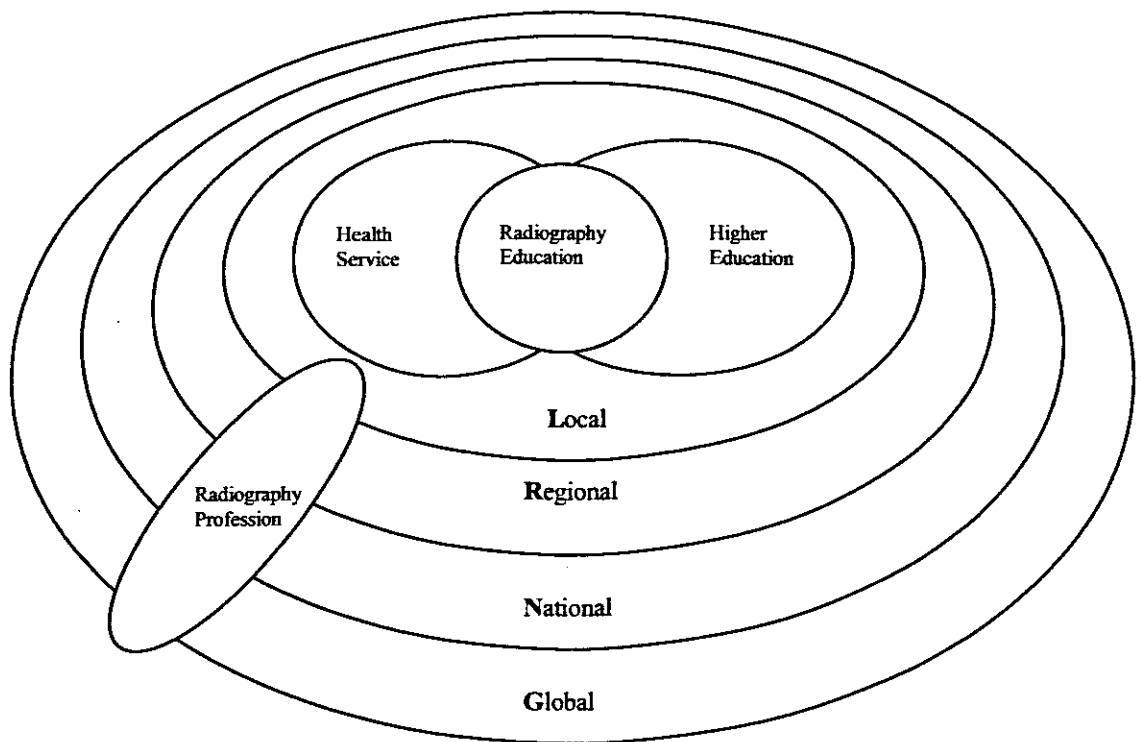 Health
Service
Radiography
Education
Higher
Education
Local
Regional
Radiography
Profession
National
Global